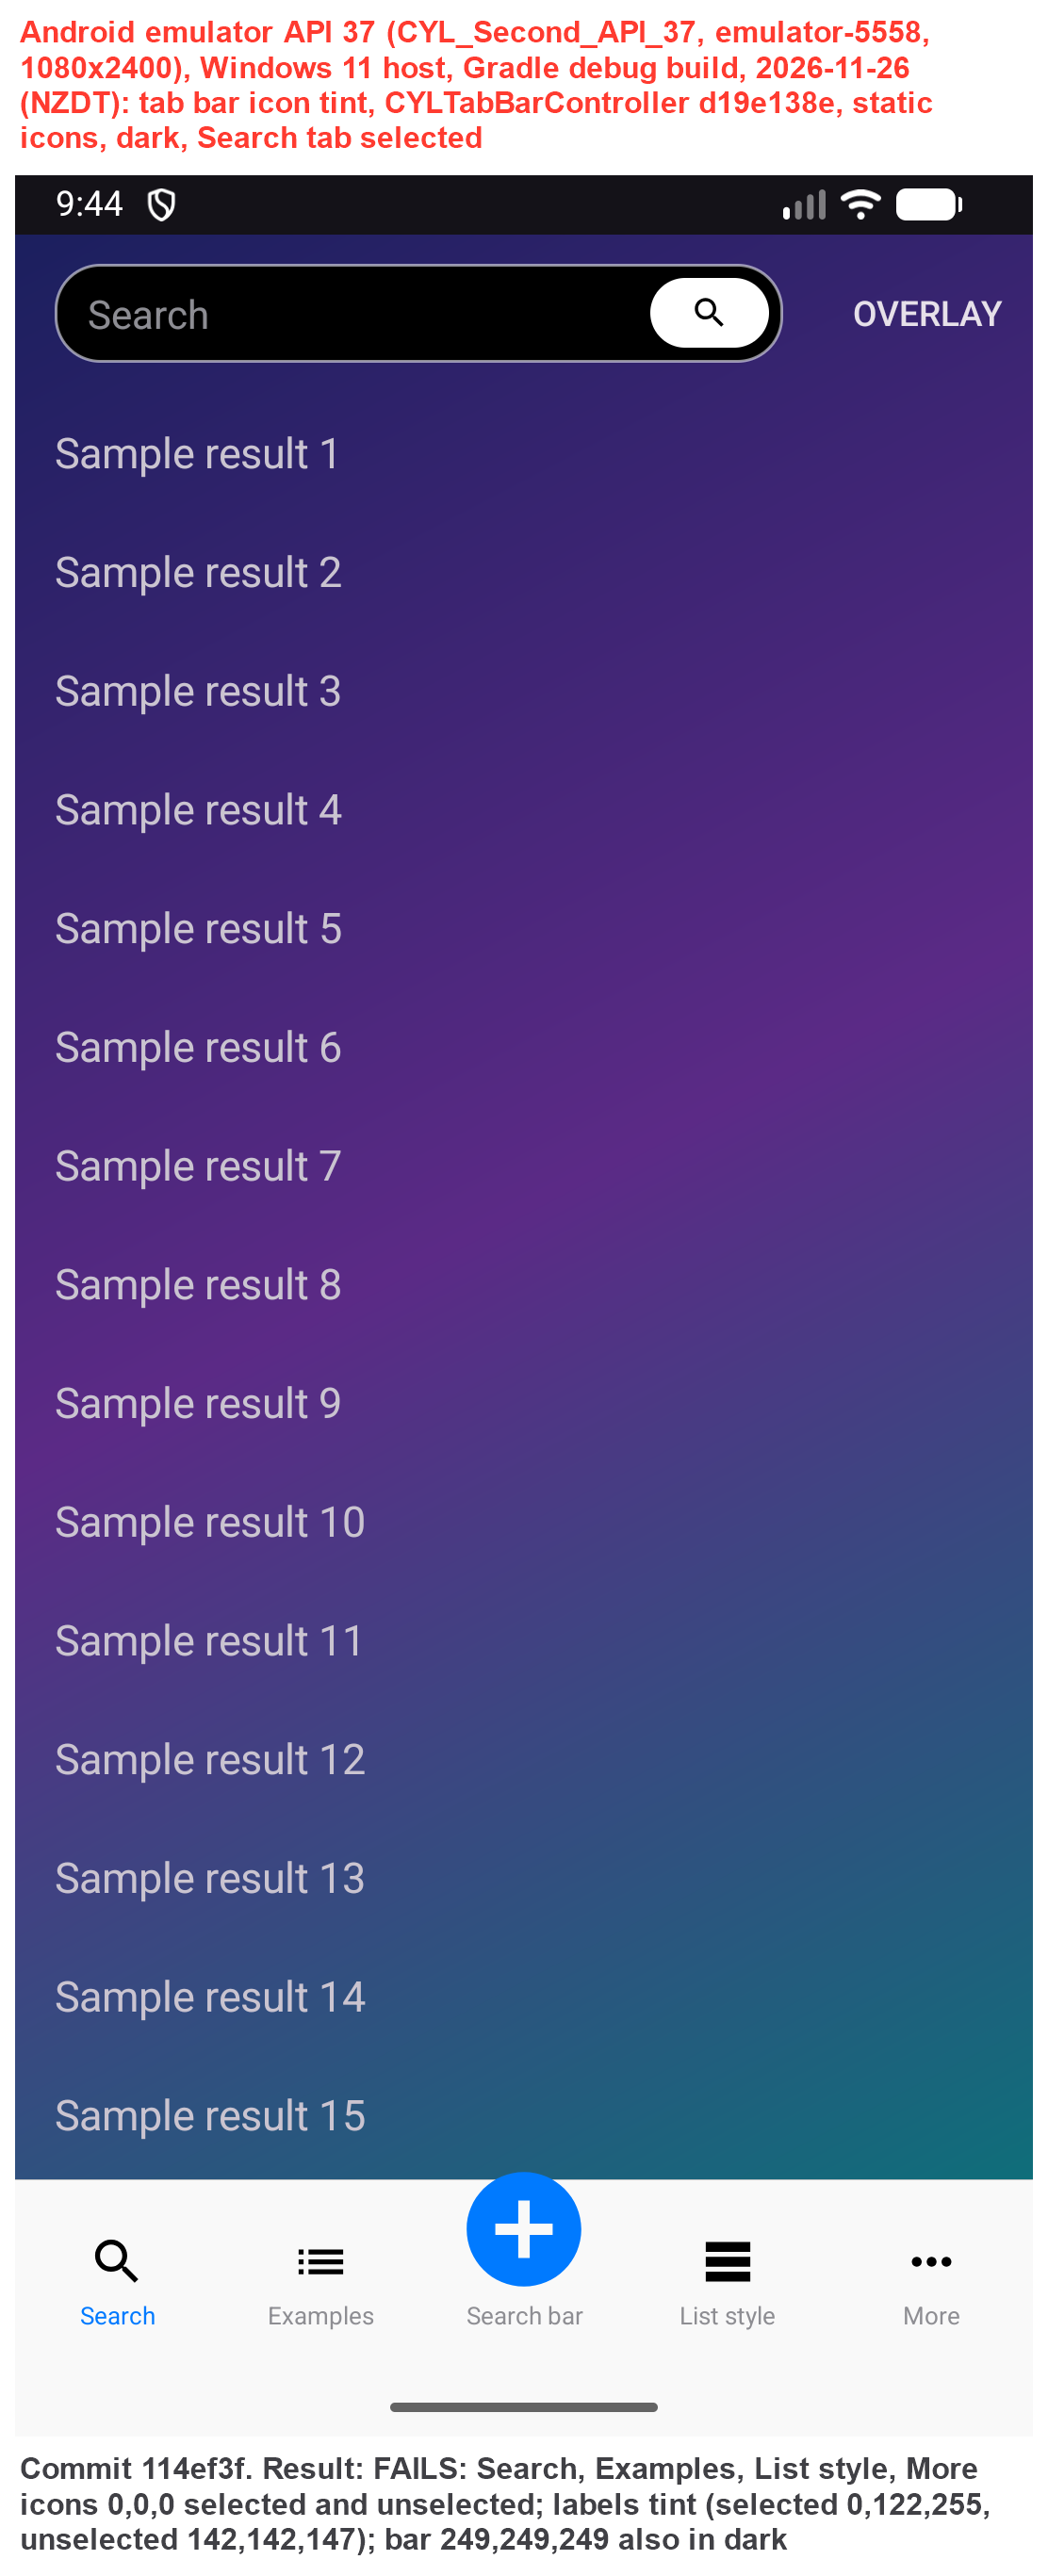 Android emulator API 37 (CYL_Second_API_37, emulator-5558,
1080x2400), Windows 11 host, Gradle debug build, 2026-11-26
(NZDT): tab bar icon tint, CYLTabBarController d19e138e, static
icons, dark, Search tab selected
9:44
Search
OVERLAY
Sample result 1
Sample result 2
Sample result 3
Sample result 4
Sample result 5
Sample result 6
Sample result 7
Sample result 8
Sample result 9
Sample result 10
Sample result 11
Sample result 12
Sample result 13
Sample result 14
Sample result 15
Search Examples Search bar List style More
Commit 114ef3f. Result: FAILS: Search, Examples, List style, More
icons 0,0,0 selected and unselected; labels tint (selected 0,122,255,
unselected 142,142,147); bar 249,249,249 also in dark